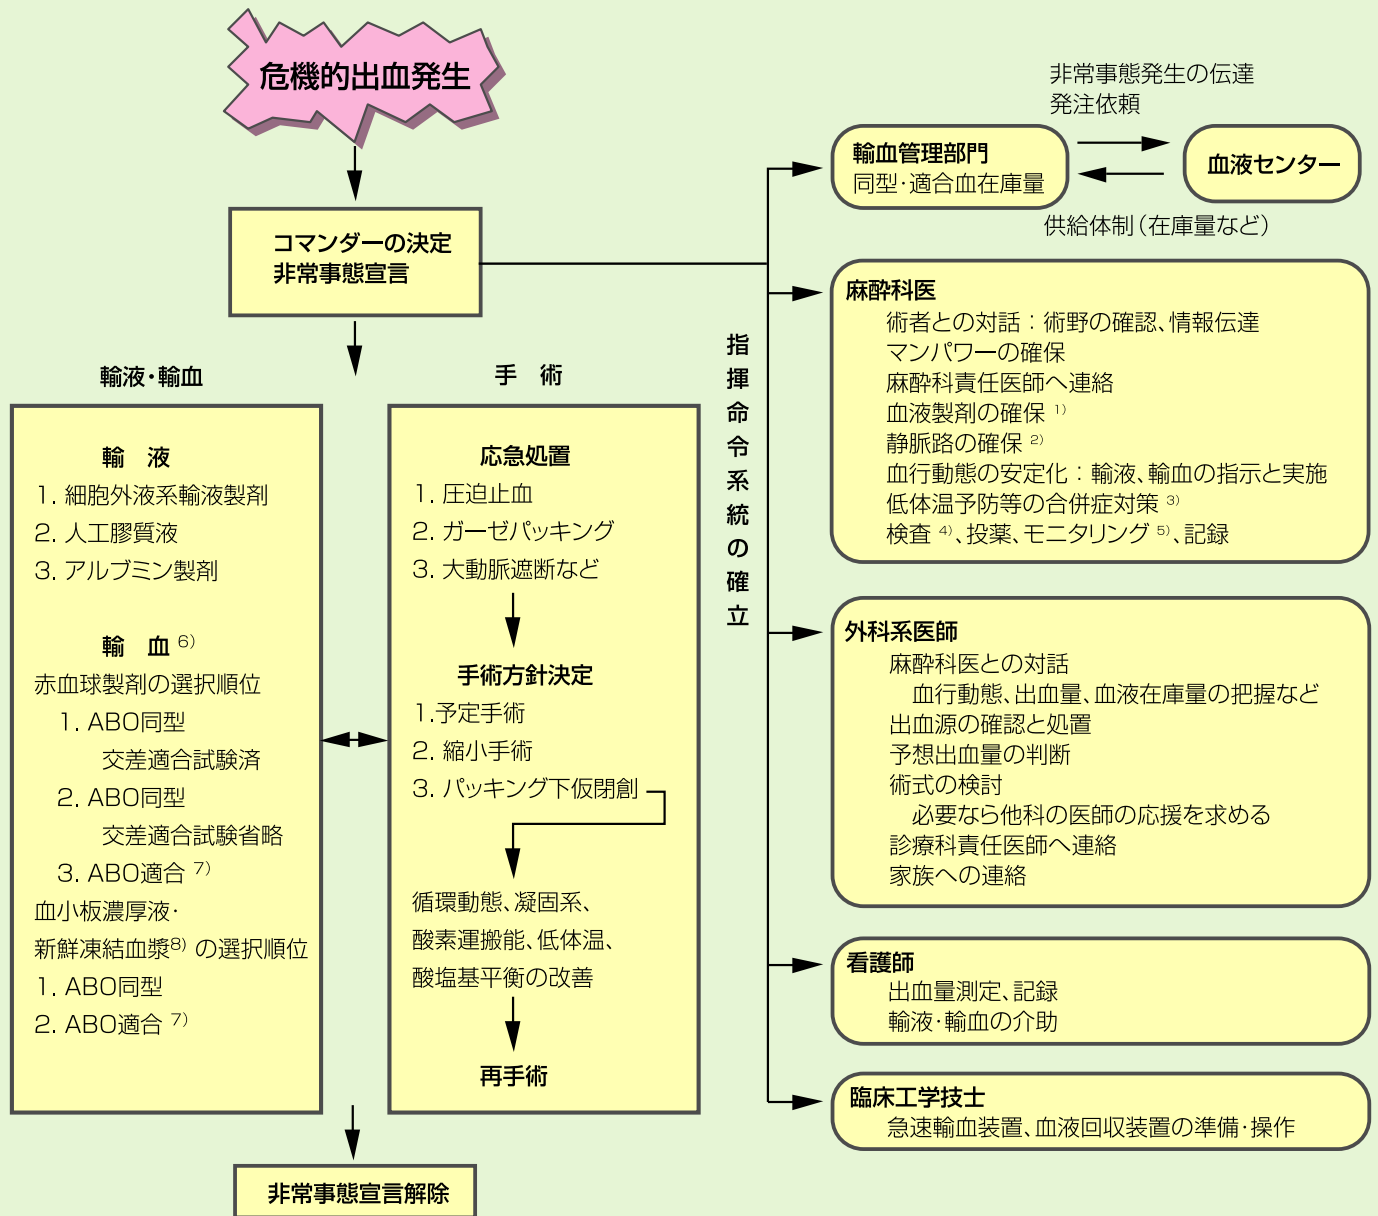 危機的出血発生
コマンダーの決定
非常事態宣言
輸液・輸血
輸　液
1. 細胞外液系輸液製剤
2. 人工膠質液
3. アルブミン製剤
輸　血 6)
赤血球製剤の選択順位
1. ABO同型
交差適合試験済
2. ABO同型
交差適合試験省略
3. ABO適合 7)
血小板濃厚液・
新鮮凍結血漿8) の選択順位
1. ABO同型
2. ABO適合 7)
手　術
応急処置
1. 圧迫止血
2. ガーゼパッキング
3. 大動脈遮断など
手術方針決定
1.予定手術
2. 縮小手術
3. パッキング下仮閉創
循環動態、凝固系、
酸素運搬能、低体温、
酸塩基平衡の改善
再手術
非常事態宣言解除
指揮命令系統の確立
非常事態発生の伝達
発注依頼
輸血管理部門
同型・適合血在庫量
血液センター
供給体制（在庫量など）
麻酔科医
術者との対話：術野の確認、情報伝達
マンパワーの確保
麻酔科責任医師へ連絡
血液製剤の確保 1)
静脈路の確保 2)
血行動態の安定化：輸液、輸血の指示と実施
低体温予防等の合併症対策 3)
検査 4)、投薬、モニタリング 5)、記録
外科系医師
麻酔科医との対話
血行動態、出血量、血液在庫量の把握など
出血源の確認と処置
予想出血量の判断
術式の検討
必要なら他科の医師の応援を求める
診療科責任医師へ連絡
家族への連絡
看護師
出血量測定、記録
輸液・輸血の介助
臨床工学技士
急速輸血装置、血液回収装置の準備・操作